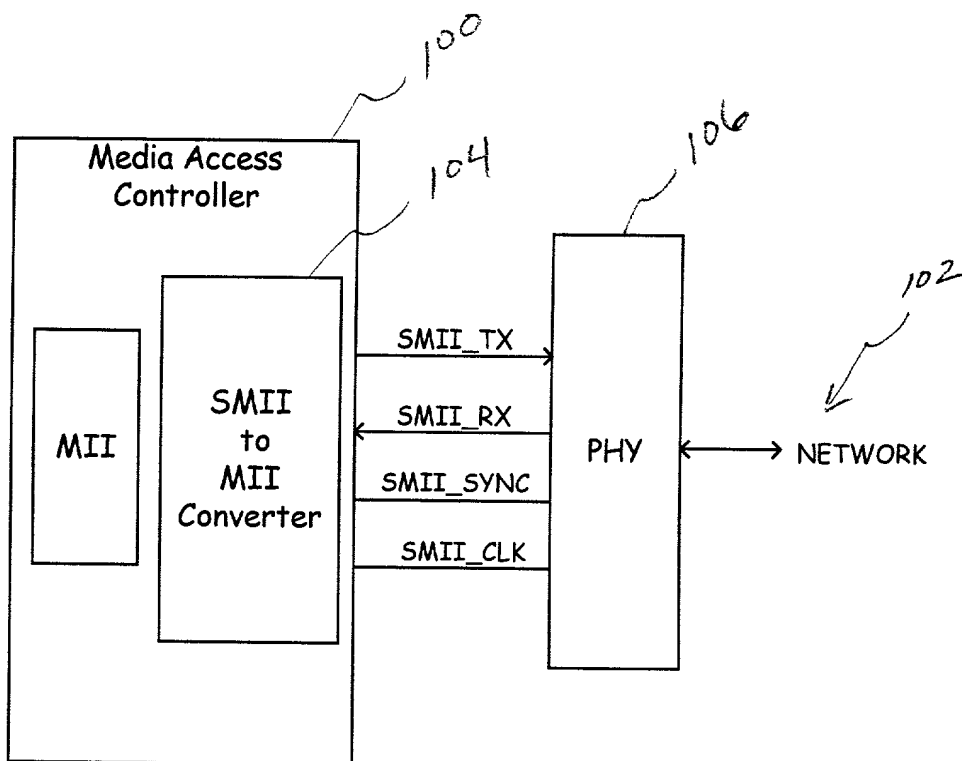 100
Media Access
Controller
104
106
102
SMII_TX
SMII
to
MII
Converter
MII
SMII_RX
SMII_SYNC
SMII_CLK
PHY
NETWORK